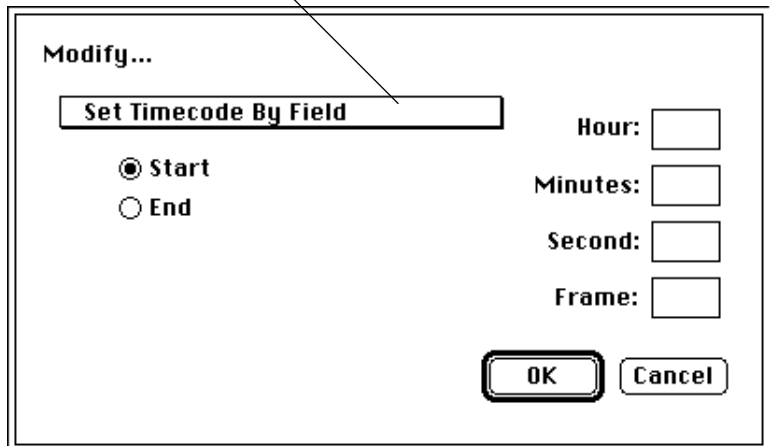 Modify...
Set Timecode By Field
Start
End
Hour:
Minutes:
Second:
Frame:
OK
Cancel